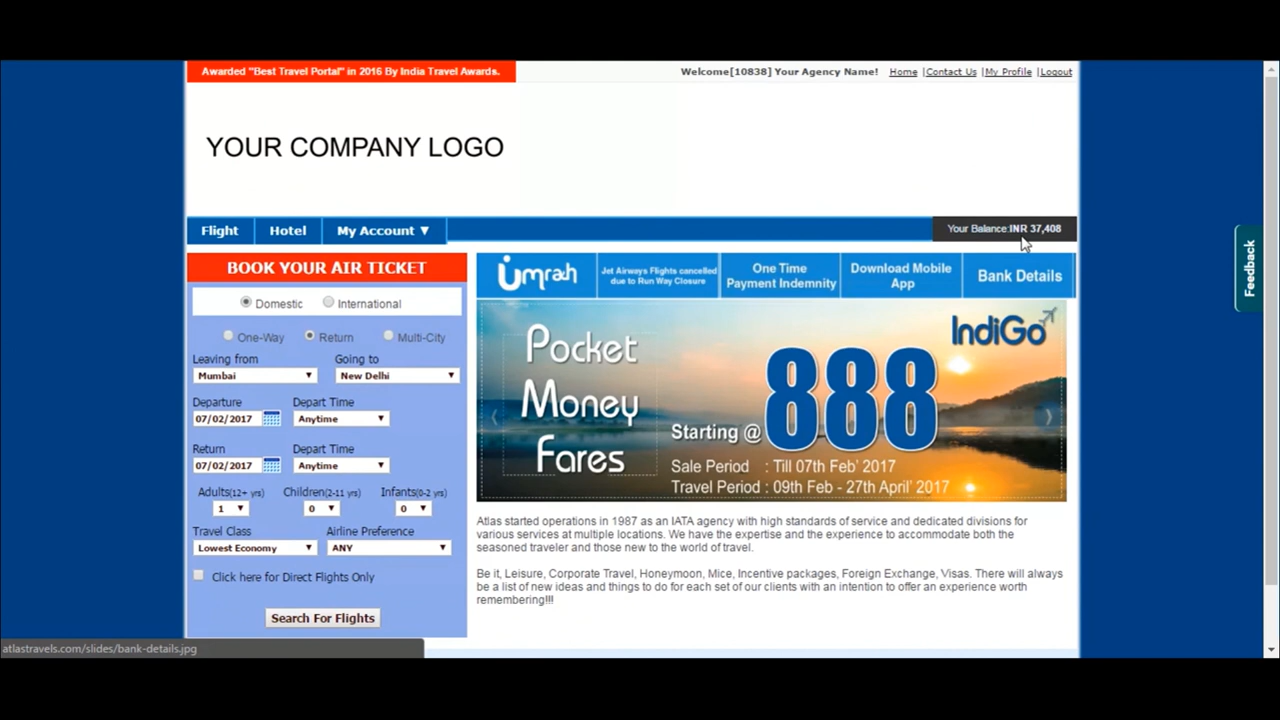 Awarded "Best Travel Portal" in 2016 By India Travel Awards.
Welcome[10838] Your Agency Name! Home |Contact Us |My Profile |Logout
YOUR COMPANY LOGO
Flight Hotel My Account ▼
Your Balance:INR 37,408
Feedback
BOOK YOUR AIR TICKET
Domestic International
One-Way Return Multi-City
Leaving from Going to
Mumbai New Delhi
Departure Depart Time
07/02/2017 Anytime
Return Depart Time
07/02/2017 Anytime
Adults(12+ yrs) Children(2-11 yrs) Infants(0-2 yrs)
1 0 0
Travel Class Airline Preference
Lowest Economy ANY
Click here for Direct Flights Only
Search For Flights
Umrah
Jet Airways Flights cancelled
due to Run Way Closure
One Time
Payment Indemnity
Download Mobile
App
Bank Details
Pocket
Money
Fares
IndiGo
Starting @ 888
Sale Period : Till 07th Feb' 2017
Travel Period : 09th Feb - 27th April' 2017
Atlas started operations in 1987 as an IATA agency with high standards of service and dedicated divisions for
various services at multiple locations. We have the expertise and the experience to accommodate both the
seasoned traveler and those new to the world of travel.
Be it, Leisure, Corporate Travel, Honeymoon, Mice, Incentive packages, Foreign Exchange, Visas. There will always
be a list of new ideas and things to do for each set of our clients with an intention to offer an experience worth
remembering!!!
atlastravels.com/slides/bank-details.jpg